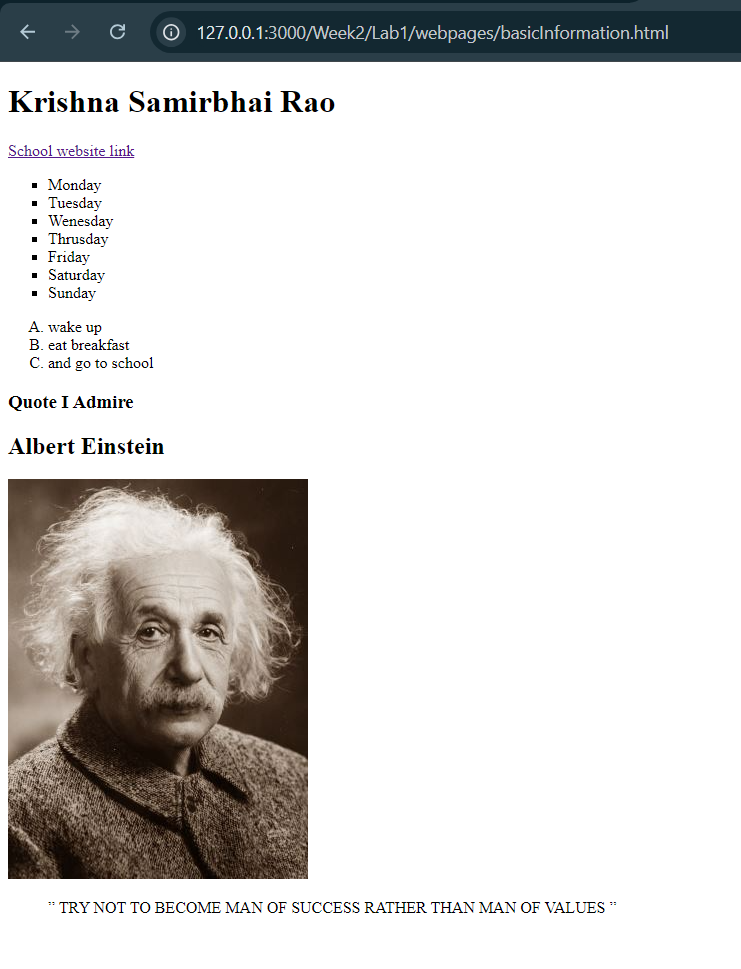 127.0.0.1:3000/Week2/Lab1/webpages/basicInformation.html
Krishna Samirbhai Rao
School website link
▪ Monday
▪ Tuesday
▪ Wenesday
▪ Thrusday
▪ Friday
▪ Saturday
▪ Sunday
A. wake up
B. eat breakfast
C. and go to school
Quote I Admire
Albert Einstein
” TRY NOT TO BECOME MAN OF SUCCESS RATHER THAN MAN OF VALUES ”